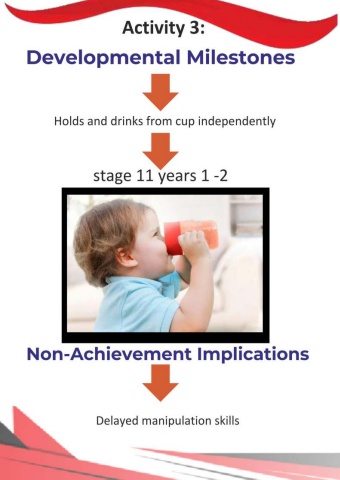 Activity 3:
Developmental Milestones
Holds and drinks from cup independently
stage 11 years 1 -2
Non-Achievement Implications
Delayed manipulation skills